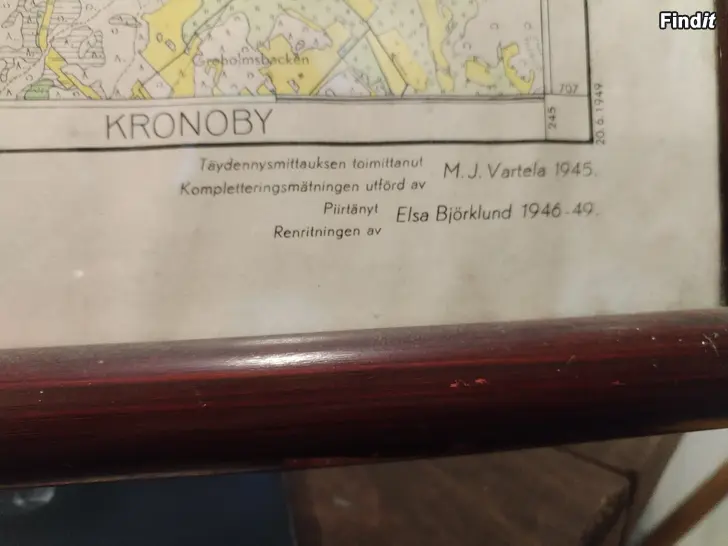 Findit
Groholmsbacken
707
245
20.6.1949
KRONOBY
Täydennysmittauksen toimittanut
Kompletteringsmätningen utförd av
M. J. Vartela 1945.
Piirtänyt
Renritningen av
Elsa Björklund 1946-49.